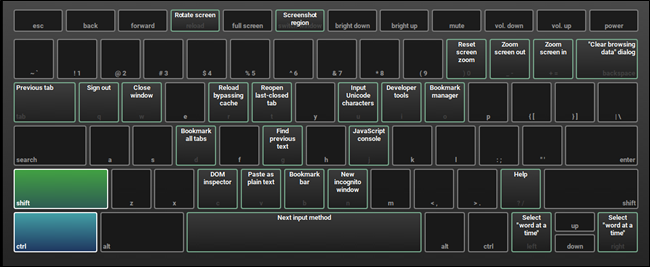 Rotate screen
Screenshot region
esc back forward reload full screen bright down bright up mute vol. down vol. up power
Reset screen zoom
Zoom screen out
Zoom screen in
"Clear browsing data" dialog
~ ` ! 1 @ 2 # 3 $ 4 % 5 ^ 6 & 7 * 8 ( 9 ) 0 backspace
Previous tab
Sign out
Close window
Reload bypassing cache
Reopen last-closed tab
Input Unicode characters
Developer tools
Bookmark manager
tab q w e r t y u i o p { [ } ] | \
Bookmark all tabs
Find previous text
JavaScript console
search a s d f g h j k l : ; " ' enter
DOM inspector
Paste as plain text
Bookmark bar
New incognito window
Help
shift z x c v b n m < , > . ? / shift
Next input method
Select "word at a time"
Select "word at a time"
up
ctrl alt alt ctrl left down right